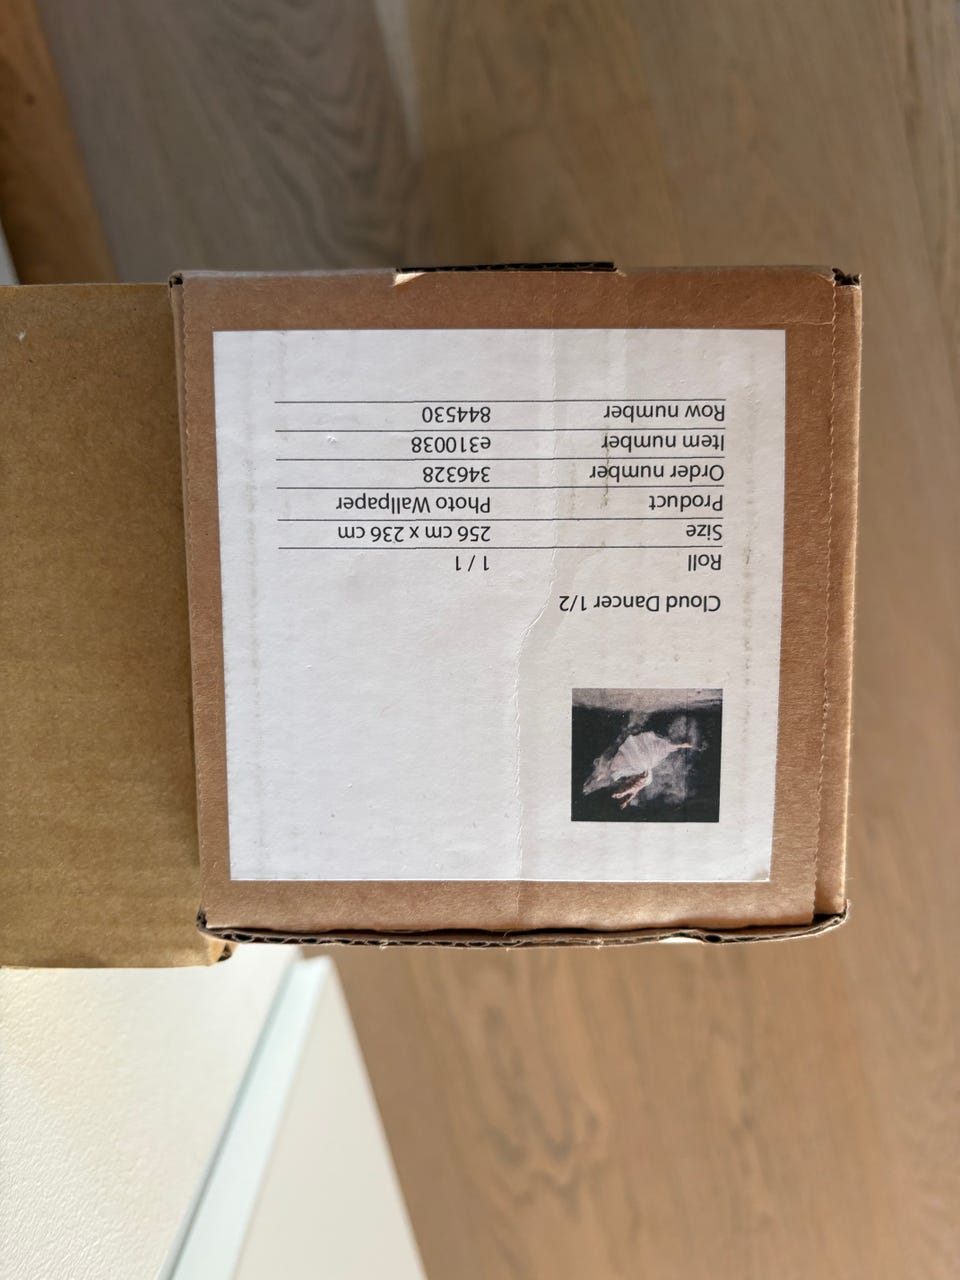 Cloud Dancer 1/2
Roll 1 / 1
Size 256 cm x 236 cm
Product Photo Wallpaper
Order number 346328
Item number e310038
Row number 844530